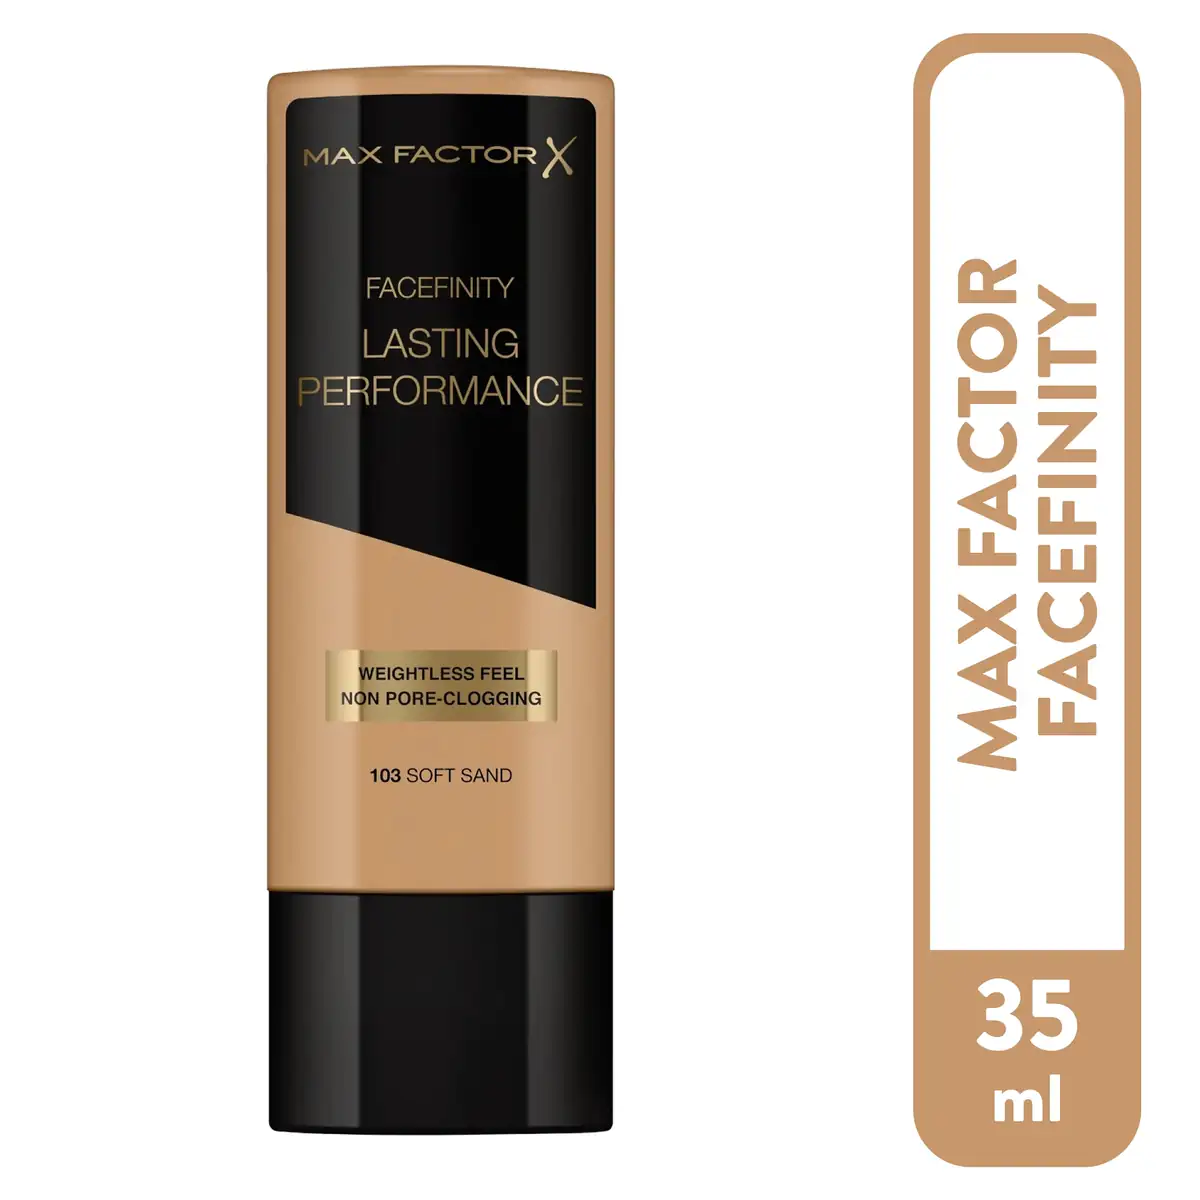 MAX FACTOR X
FACEFINITY
LASTING
PERFORMANCE
WEIGHTLESS FEEL
NON PORE-CLOGGING
103 SOFT SAND
MAX FACTOR
FACEFINITY
35
ml